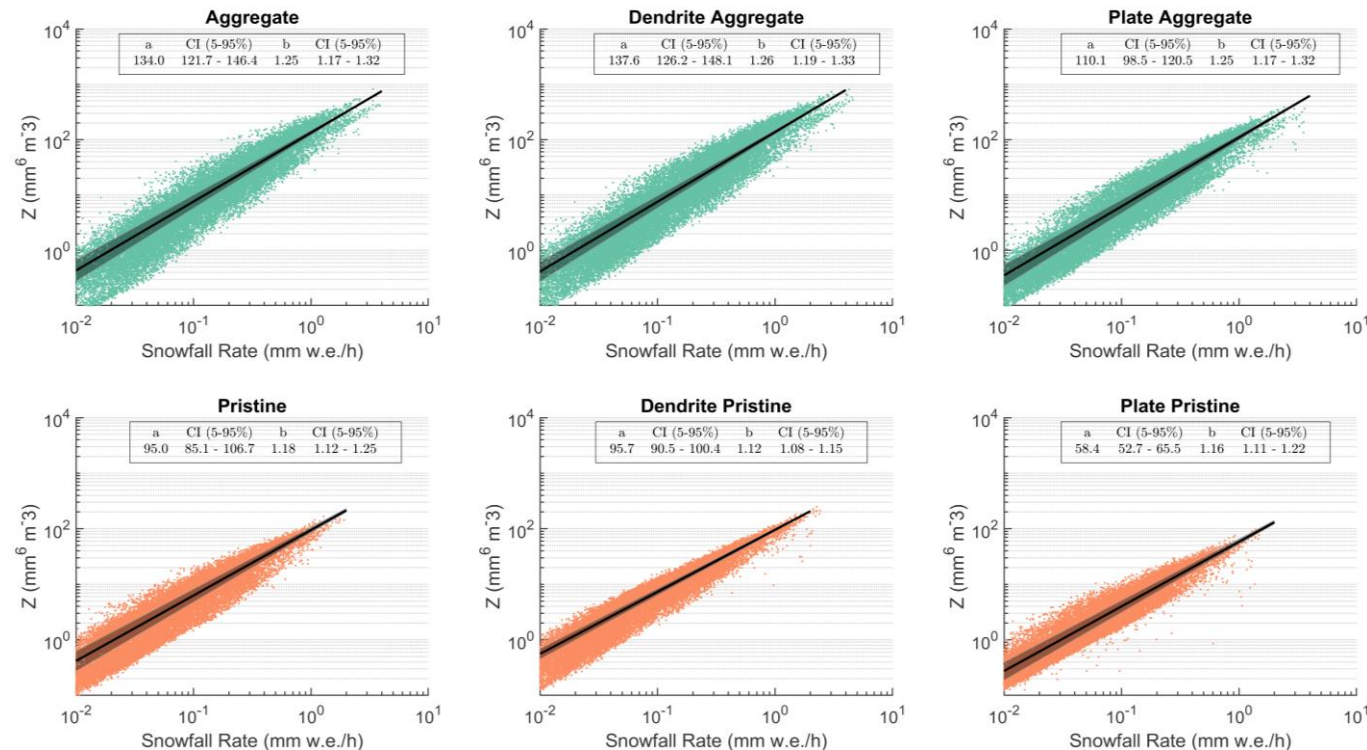 Aggregate
a CI (5-95%) b CI (5-95%)
134.0 121.7 - 146.4 1.25 1.17 - 1.32
10^4
10^2
10^0
Z (mm^6 m^-3)
10^-2 10^-1 10^0 10^1
Snowfall Rate (mm w.e./h)
Dendrite Aggregate
a CI (5-95%) b CI (5-95%)
137.6 126.2 - 148.1 1.26 1.19 - 1.33
10^4
10^2
10^0
Z (mm^6 m^-3)
10^-2 10^-1 10^0 10^1
Snowfall Rate (mm w.e./h)
Plate Aggregate
a CI (5-95%) b CI (5-95%)
110.1 98.5 - 120.5 1.25 1.17 - 1.32
10^4
10^2
10^0
Z (mm^6 m^-3)
10^-2 10^-1 10^0 10^1
Snowfall Rate (mm w.e./h)
Pristine
a CI (5-95%) b CI (5-95%)
95.0 85.1 - 106.7 1.18 1.12 - 1.25
10^4
10^2
10^0
Z (mm^6 m^-3)
10^-2 10^-1 10^0 10^1
Snowfall Rate (mm w.e./h)
Dendrite Pristine
a CI (5-95%) b CI (5-95%)
95.7 90.5 - 100.4 1.12 1.08 - 1.15
10^4
10^2
10^0
Z (mm^6 m^-3)
10^-2 10^-1 10^0 10^1
Snowfall Rate (mm w.e./h)
Plate Pristine
a CI (5-95%) b CI (5-95%)
58.4 52.7 - 65.5 1.16 1.11 - 1.22
10^4
10^2
10^0
Z (mm^6 m^-3)
10^-2 10^-1 10^0 10^1
Snowfall Rate (mm w.e./h)